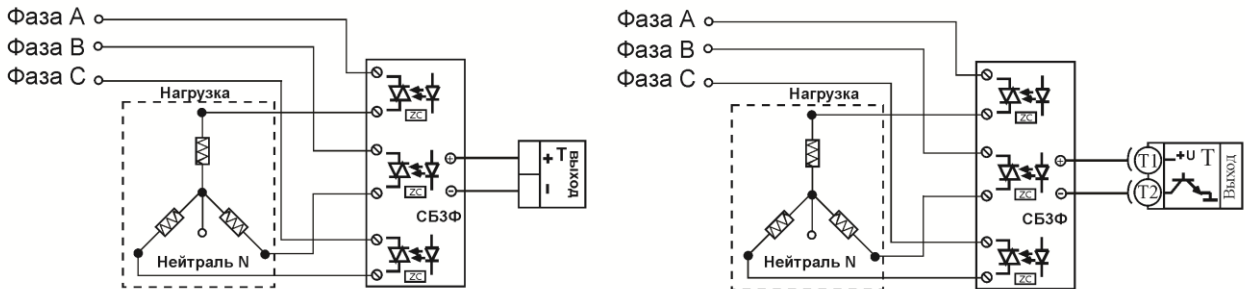 Фаза А
Фаза В
Фаза С
Нагрузка
ZC
ZC
ZC
+ Т
-
ВЫХОД
+
-
СБ3Ф
Нейтраль N
Фаза А
Фаза В
Фаза С
Нагрузка
ZC
ZC
ZC
+
-
T1
T2
+U
T
Выход
СБ3Ф
Нейтраль N